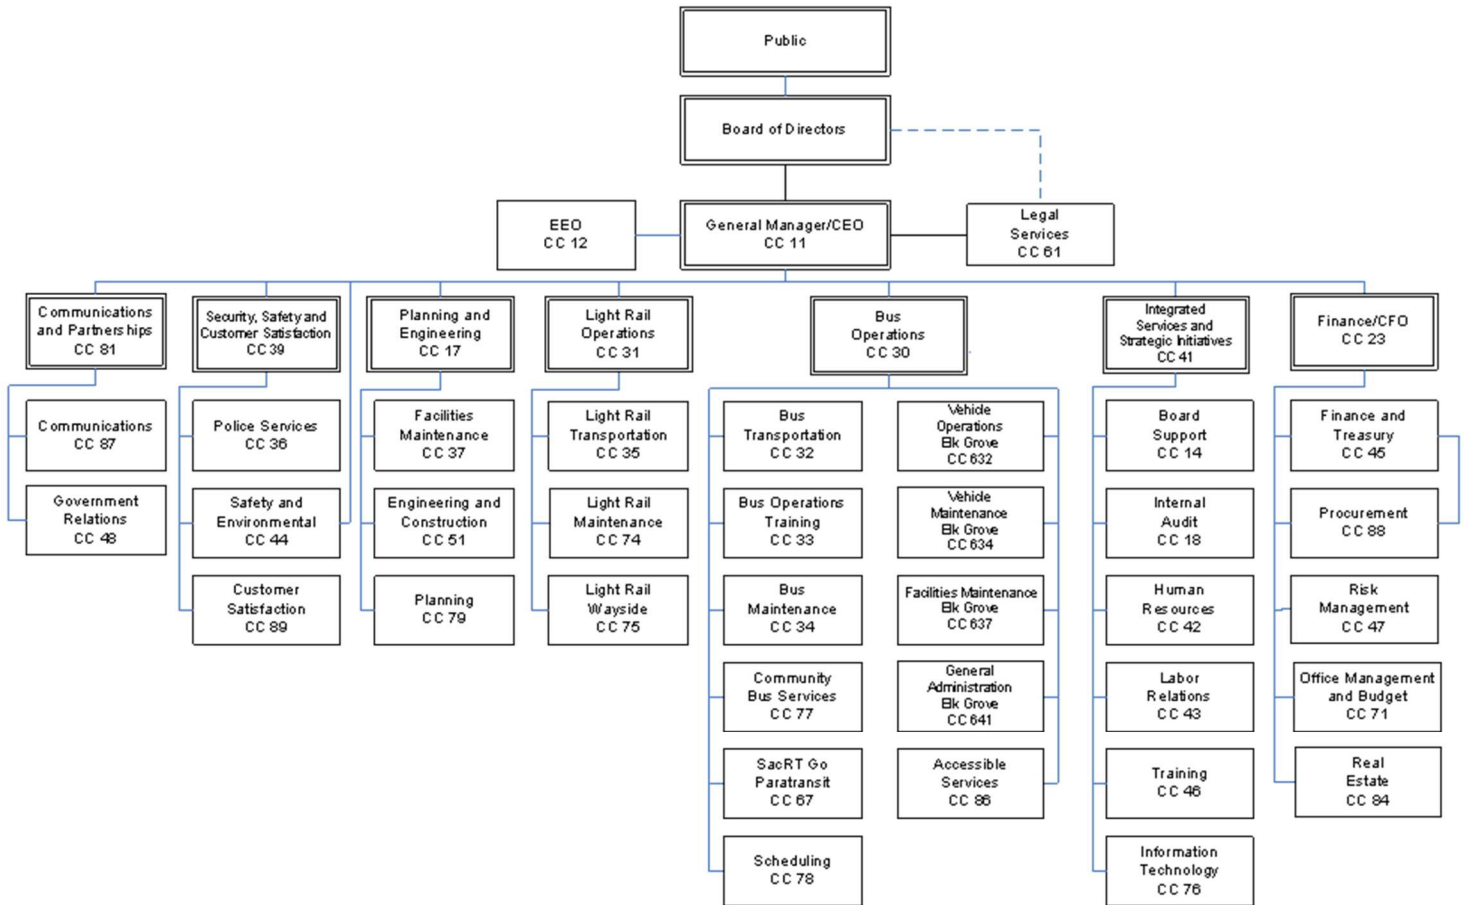 Public
Board of Directors
EEO
CC 12
General Manager/CEO
CC 11
Legal
Services
CC 61
Communications
and Partnerships
CC 81
Security, Safety and
Customer Satisfaction
CC 39
Planning and
Engineering
CC 17
Light Rail
Operations
CC 31
Bus
Operations
CC 30
Integrated
Services and
Strategic Initiatives
CC 41
Finance/CFO
CC 23
Communications
CC 87
Government
Relations
CC 48
Police Services
CC 36
Safety and
Environmental
CC 44
Customer
Satisfaction
CC 89
Facilities
Maintenance
CC 37
Engineering and
Construction
CC 51
Planning
CC 79
Light Rail
Transportation
CC 35
Light Rail
Maintenance
CC 74
Light Rail
Wayside
CC 75
Bus
Transportation
CC 32
Bus Operations
Training
CC 33
Bus
Maintenance
CC 34
Community
Bus Services
CC 77
SacRT Go
Paratransit
CC 67
Scheduling
CC 78
Vehicle
Operations
Elk Grove
CC 632
Vehicle
Maintenance
Elk Grove
CC 634
Facilities Maintenance
Elk Grove
CC 637
General
Administration
Elk Grove
CC 641
Accessible
Services
CC 86
Board
Support
CC 14
Internal
Audit
CC 18
Human
Resources
CC 42
Labor
Relations
CC 43
Training
CC 46
Information
Technology
CC 76
Finance and
Treasury
CC 45
Procurement
CC 88
Risk
Management
CC 47
Office Management
and Budget
CC 71
Real
Estate
CC 84